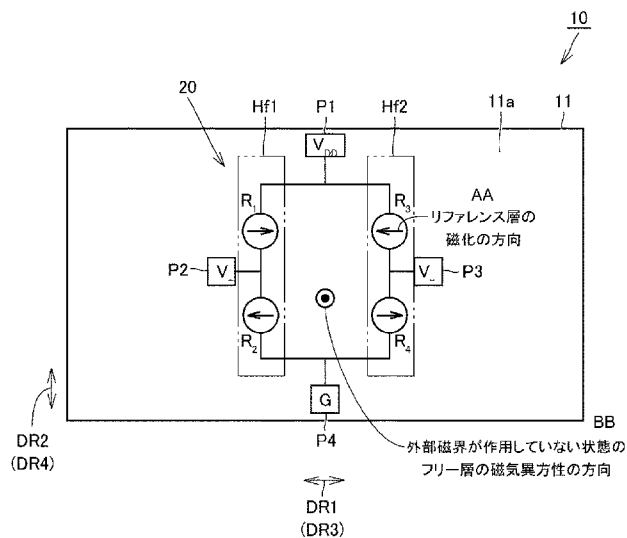 10
20
Hf1
P1
Hf2
11a
11
VDD
R1
R3
AA
リファレンス層の
磁化の方向
P2
V-
P3
R2
R4
G
P4
BB
外部磁界が作用していない状態の
フリー層の磁気異方性の方向
DR2
(DR4)
DR1
(DR3)